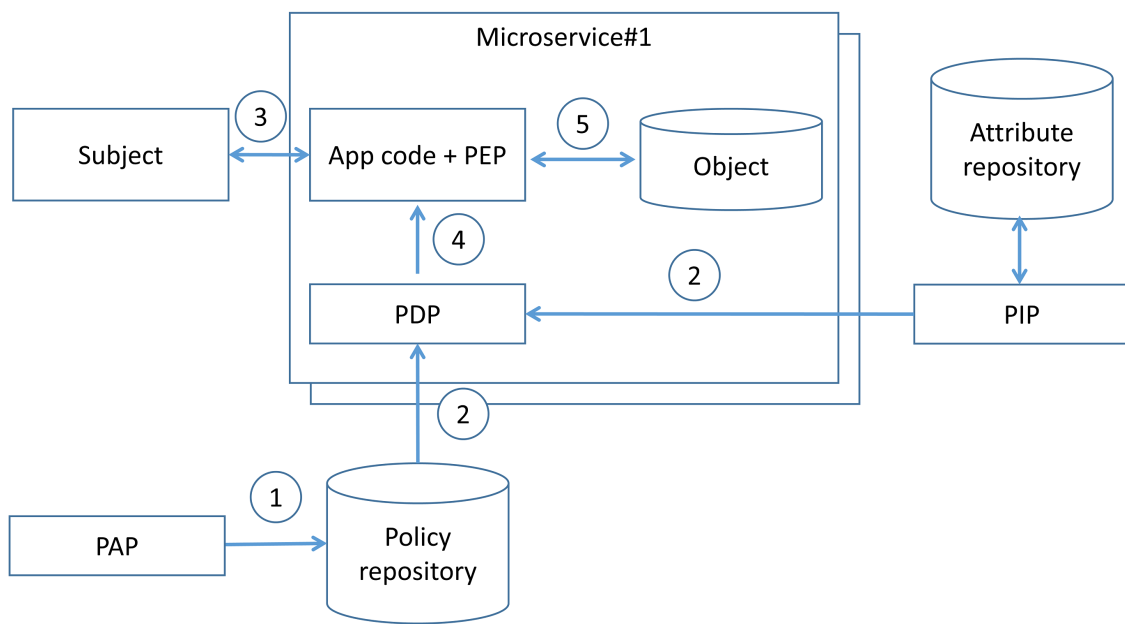 Microservice#1
3
5
Subject
App code + PEP
Object
Attribute
repository
4
2
PDP
PIP
2
1
PAP
Policy
repository